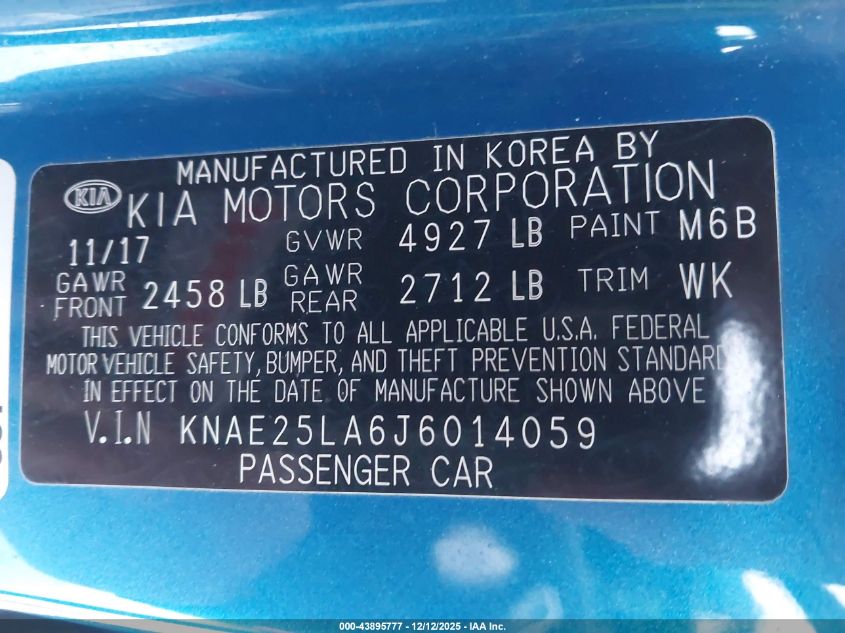 MANUFACTURED IN KOREA BY
KIA KIA MOTORS CORPORATION
11/17 GVWR 4927 LB PAINT M6B
GAWR FRONT 2458 LB GAWR REAR 2712 LB TRIM WK
THIS VEHICLE CONFORMS TO ALL APPLICABLE U.S.A. FEDERAL
MOTOR VEHICLE SAFETY, BUMPER, AND THEFT PREVENTION STANDARDS
IN EFFECT ON THE DATE OF MANUFACTURE SHOWN ABOVE
V.I.N KNAE25LA6J6014059
PASSENGER CAR
000-43895777 - 12/12/2025 - IAA Inc.